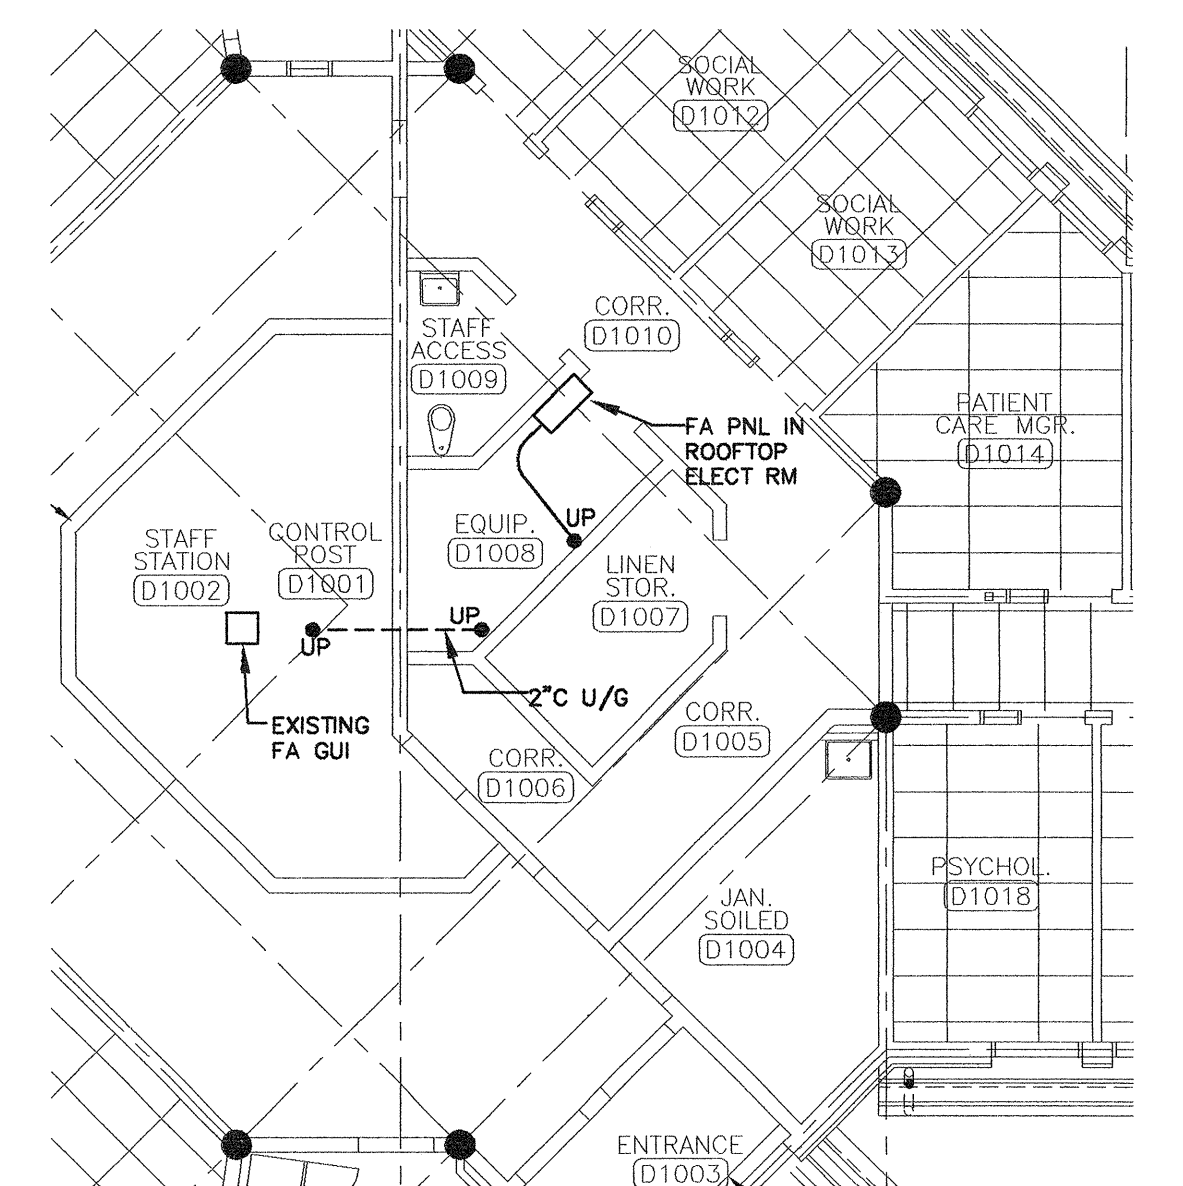 SOCIAL
WORK
D1012
SOCIAL
WORK
D1013
CORR.
D1010
STAFF
ACCESS
D1009
PATIENT
CARE MGR.
D1014
FA PNL IN
ROOFTOP
ELECT RM
STAFF
STATION
D1002
CONTROL
POST
D1001
EQUIP.
D1008
UP
LINEN
STOR.
D1007
UP
UP
2"C U/G
EXISTING
FA GUI
CORR.
D1005
CORR.
D1006
PSYCHOL.
D1018
JAN.
SOILED
D1004
ENTRANCE
D1003